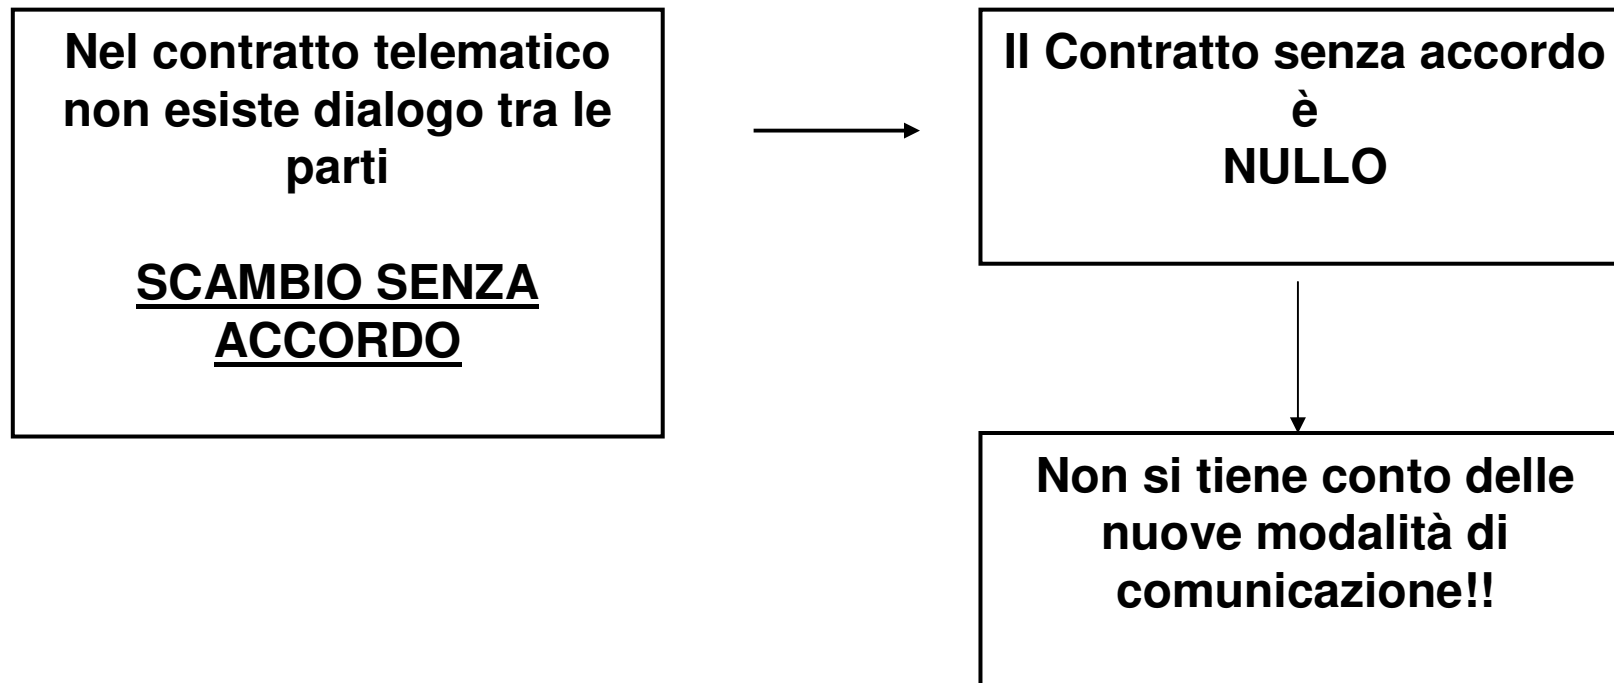 Nel contratto telematico
non esiste dialogo tra le
parti
SCAMBIO SENZA
ACCORDO
Il Contratto senza accordo
è
NULLO
Non si tiene conto delle
nuove modalità di
comunicazione!!